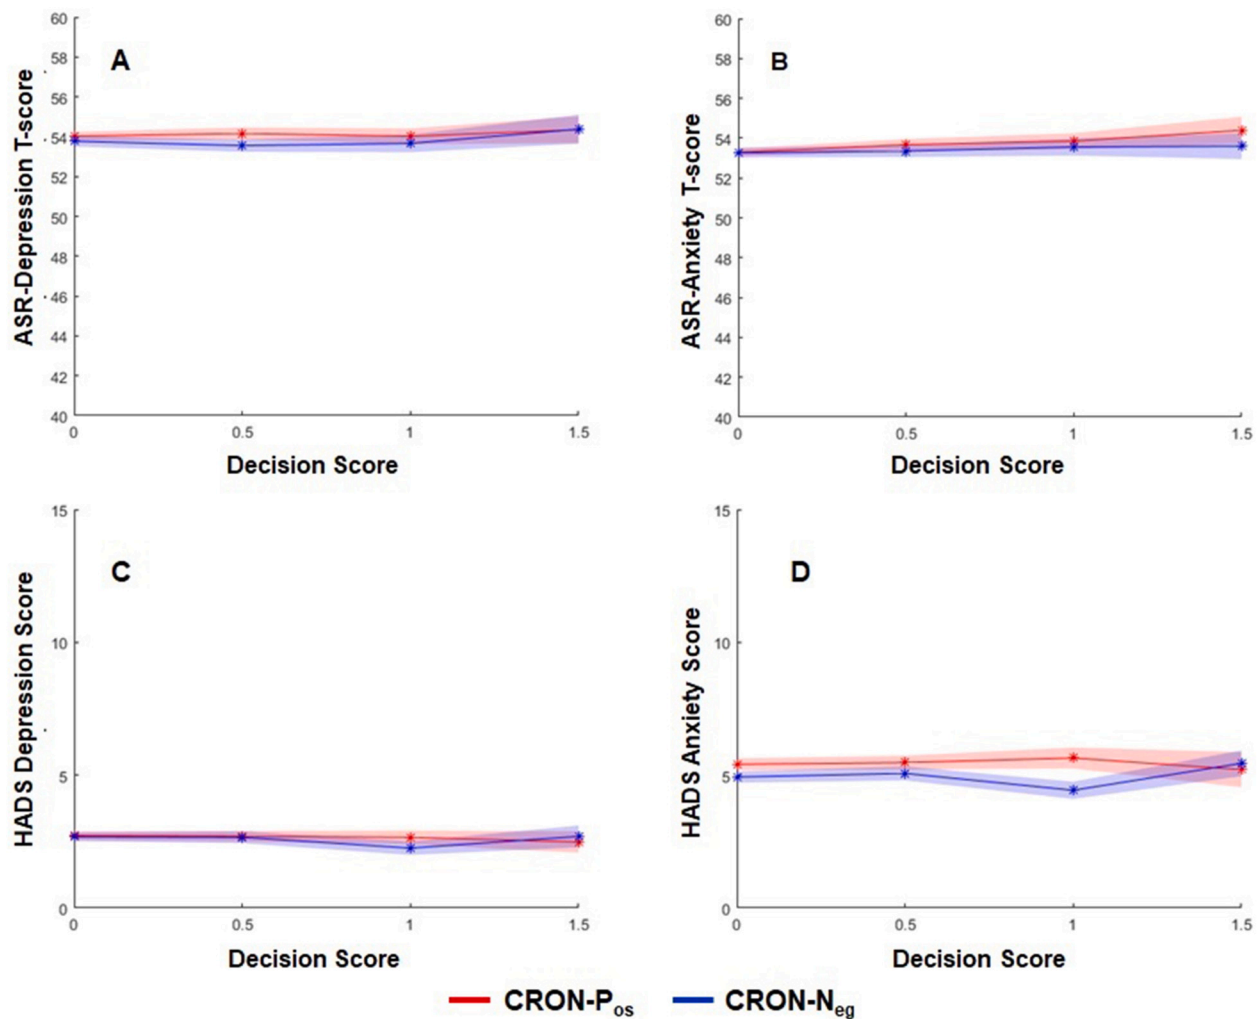 A
ASR-Depression T-score
60
58
56
54
52
50
48
46
44
42
40
0 0.5 1 1.5
Decision Score
B
ASR-Anxiety T-score
60
58
56
54
52
50
48
46
44
42
40
0 0.5 1 1.5
Decision Score
C
HADS Depression Score
15
10
5
0
0 0.5 1 1.5
Decision Score
D
HADS Anxiety Score
15
10
5
0
0 0.5 1 1.5
Decision Score
CRON-Pos CRON-Neg